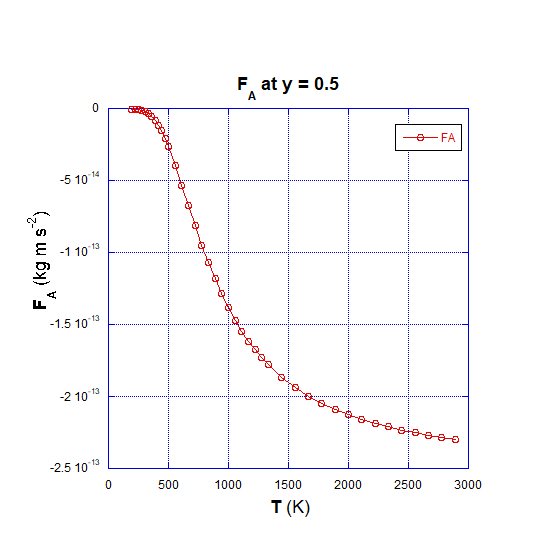 F_A at y = 0.5
FA
0
-5 10^-14
-1 10^-13
-1.5 10^-13
-2 10^-13
-2.5 10^-13
F_A (kg m s^-2)
0 500 1000 1500 2000 2500 3000
T (K)